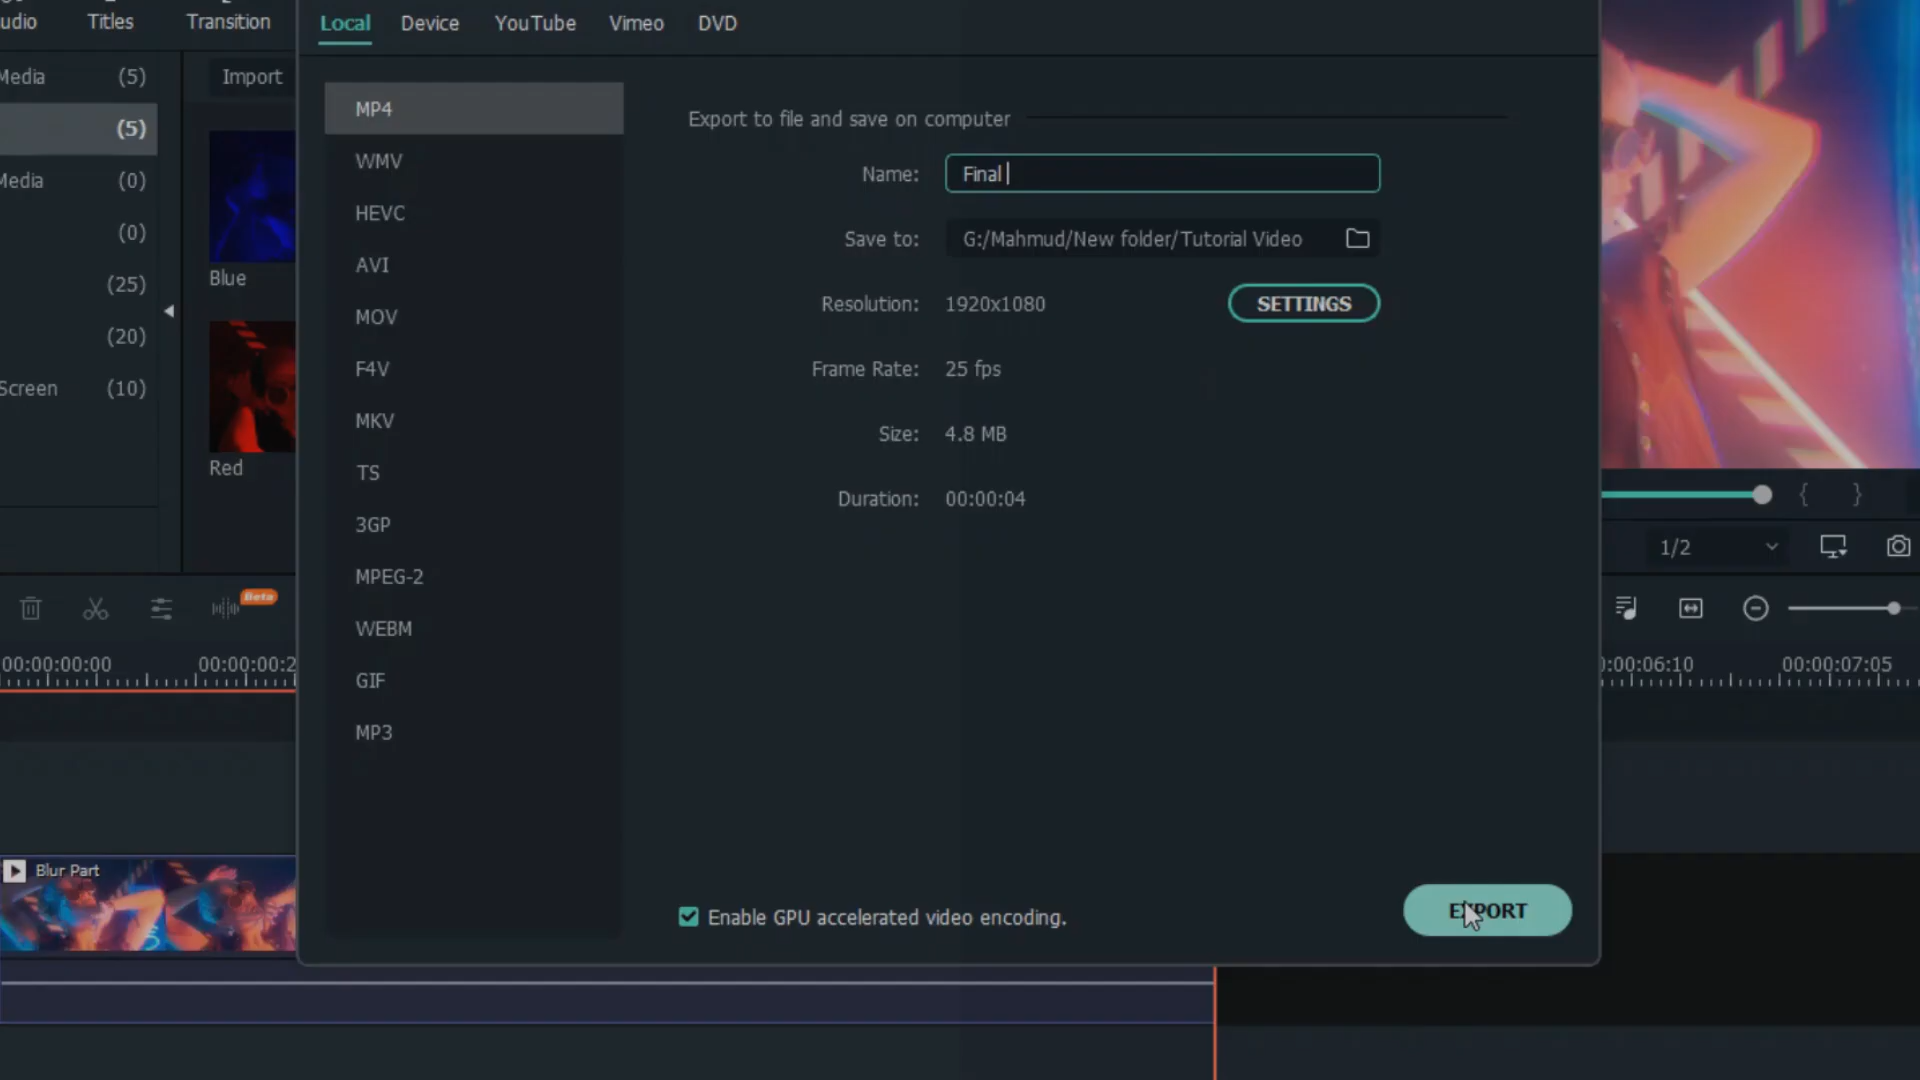 udio Titles Transition
Local Device YouTube Vimeo DVD
Media (5)
Import
(5)
Media (0)
(0)
(25)
(20)
Screen (10)
Blue
Red
MP4
WMV
HEVC
AVI
MOV
F4V
MKV
TS
3GP
MPEG-2
WEBM
GIF
MP3
Export to file and save on computer
Name: Final
Save to: G:/Mahmud/New folder/Tutorial Video
Resolution: 1920x1080 SETTINGS
Frame Rate: 25 fps
Size: 4.8 MB
Duration: 00:00:04
Enable GPU accelerated video encoding.
EXPORT
1/2
Beta
00:00:00:00 00:00:00:2
:00:06:10 00:00:07:05
Blur Part